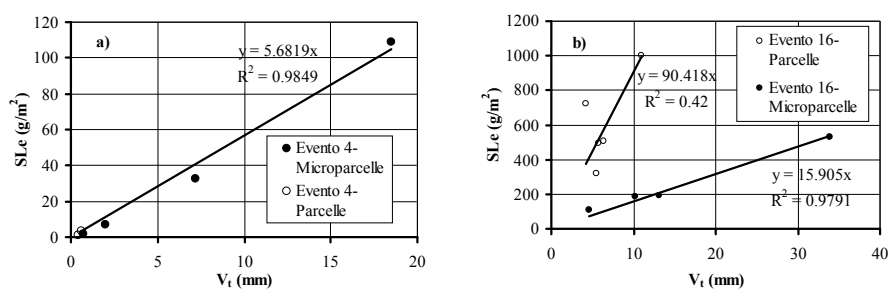 a)
SLe (g/m²)
120
100
80
60
40
20
0
y = 5.6819x
R² = 0.9849
Evento 4-
Microparcelle
Evento 4-
Parcelle
0 5 10 15 20
Vt (mm)
b)
SLe (g/m²)
1000
1200
800
600
400
200
0
Evento 16-
Parcelle
Evento 16-
Microparcelle
y = 90.418x
R² = 0.42
y = 15.905x
R² = 0.9791
0 10 20 30 40
Vt (mm)